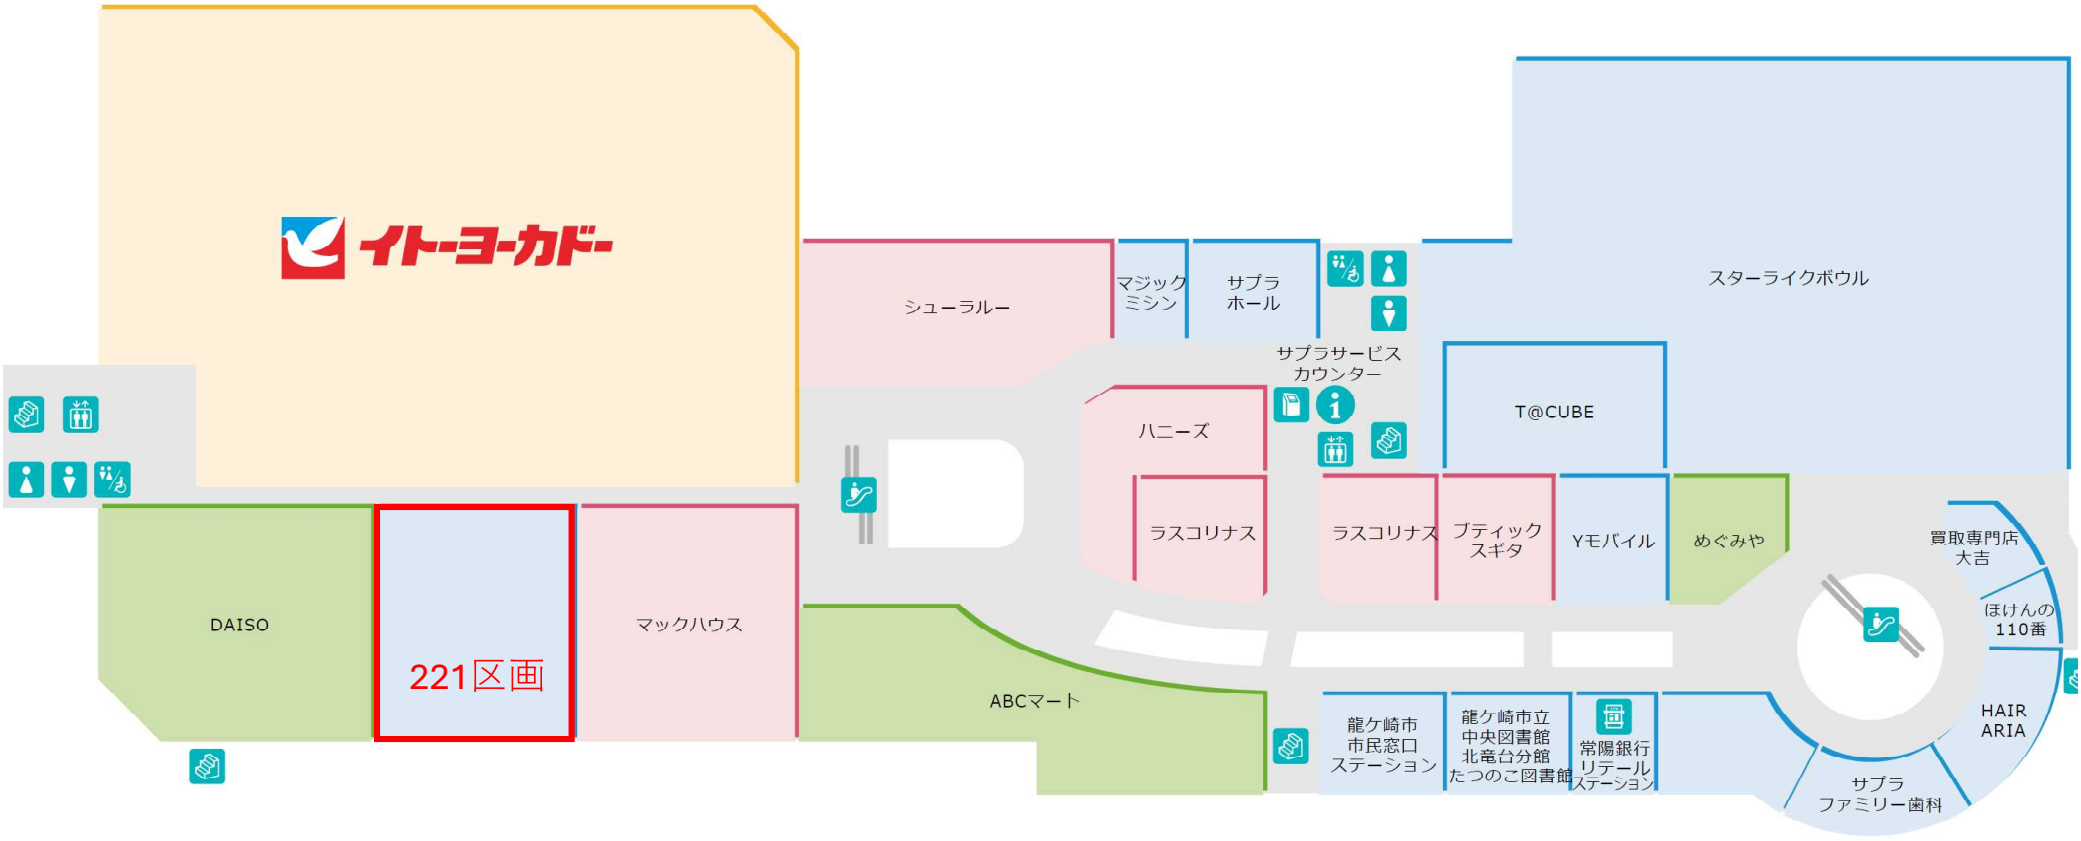 イトーヨーカドー
シューラルー
マジック
ミシン
サプラ
ホール
スターライクボウル
サプラサービス
カウンター
T@CUBE
ハニーズ
ラスコリナス
ラスコリナス
ブティック
スギタ
Yモバイル
めぐみや
買取専門店
大吉
ほけんの
110番
DAISO
221区画
マックハウス
ABCマート
龍ケ崎市
市民窓口
ステーション
龍ケ崎市立
中央図書館
北竜台分館
たつのこ図書館
常陽銀行
リテール
ステーション
HAIR
ARIA
サプラ
ファミリー歯科